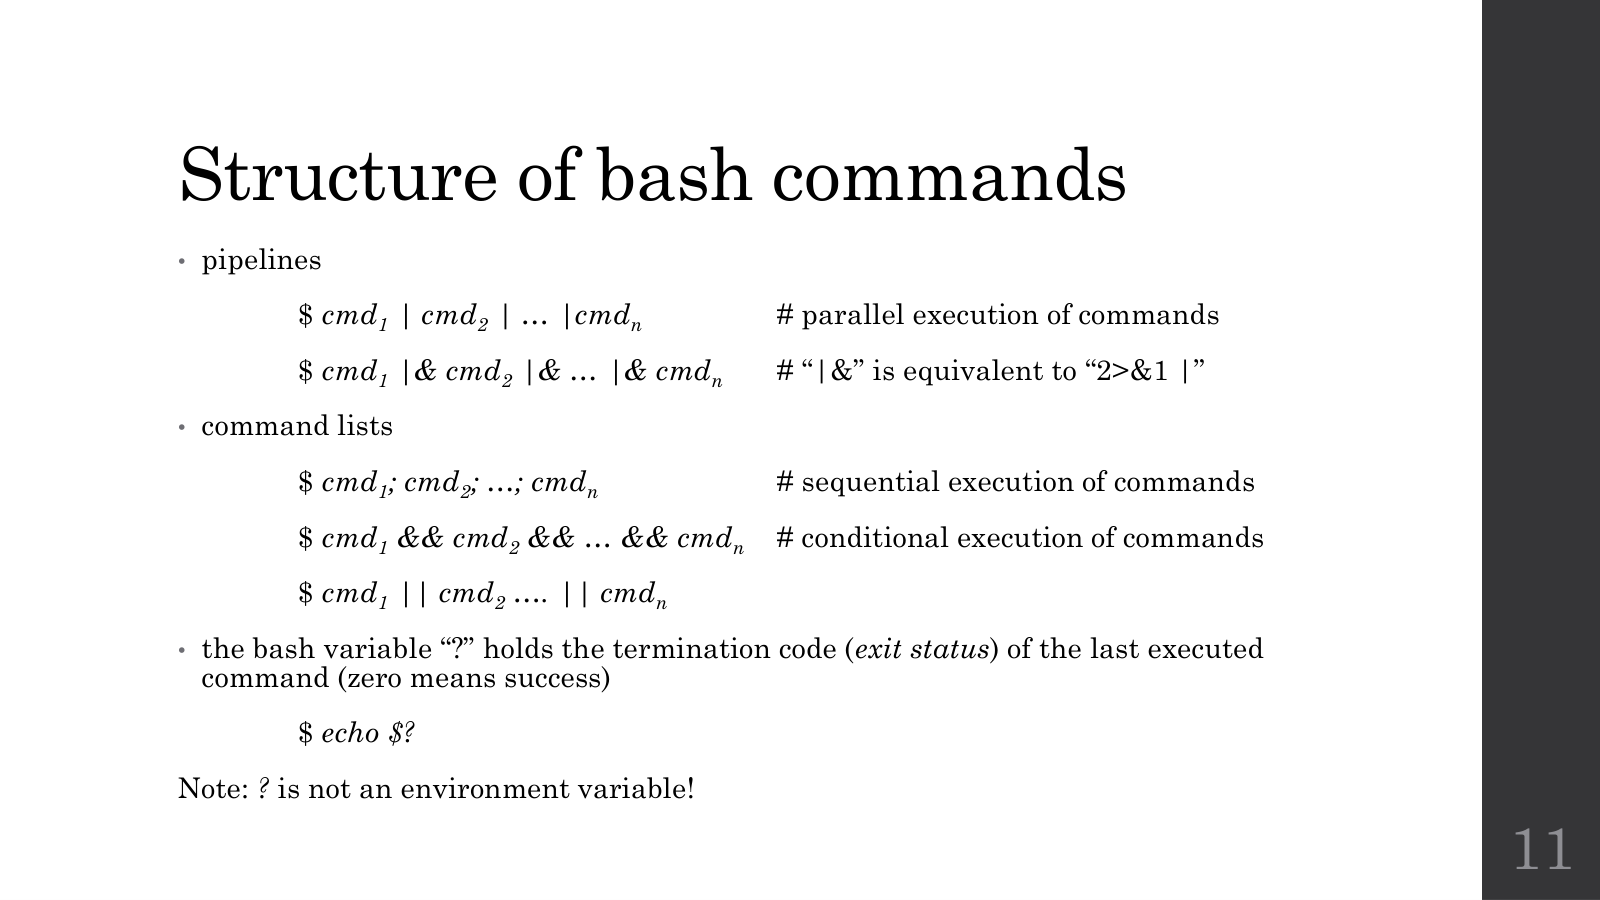 Structure of bash commands
• pipelines
$ cmd₁ | cmd₂ | … |cmdₙ # parallel execution of commands
$ cmd₁ |& cmd₂ |& … |& cmdₙ # “|&” is equivalent to “2>&1 |”
• command lists
$ cmd₁; cmd₂; …; cmdₙ # sequential execution of commands
$ cmd₁ && cmd₂ && … && cmdₙ # conditional execution of commands
$ cmd₁ || cmd₂ …. || cmdₙ
• the bash variable “?” holds the termination code (exit status) of the last executed
command (zero means success)
$ echo $?
Note: ? is not an environment variable!
11